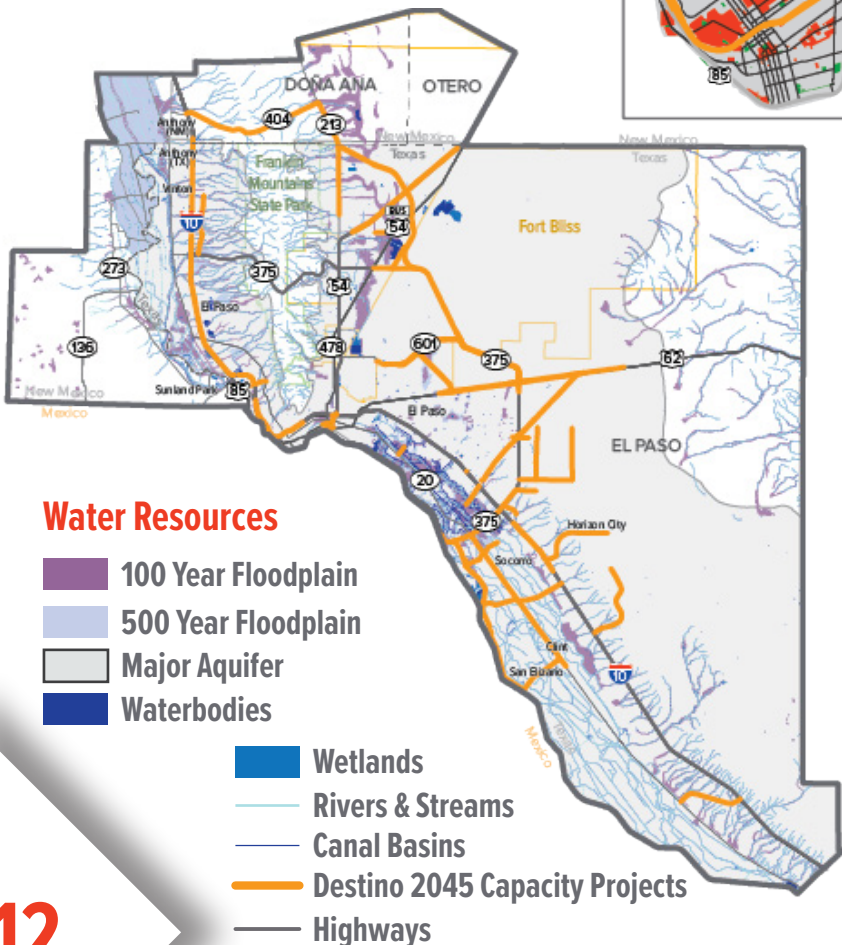 85
DOÑA ANA
OTERO
404
213
Anthony
(NM)
New Mexico
Texas
New Mexico
Texas
Anthony
(TX)
Franklin
Mountains
State Park
Vinton
10
BUS
54
Fort Bliss
273
375
54
El Paso
Texas
136
478
601
375
62
New Mexico
Mexico
Sunland Park
85
El Paso
EL PASO
20
375
Horizon City
Socorro
Clint
San Elizario
10
Mexico
Texas
Water Resources
100 Year Floodplain
500 Year Floodplain
Major Aquifer
Waterbodies
Wetlands
Rivers & Streams
Canal Basins
Destino 2045 Capacity Projects
Highways
12